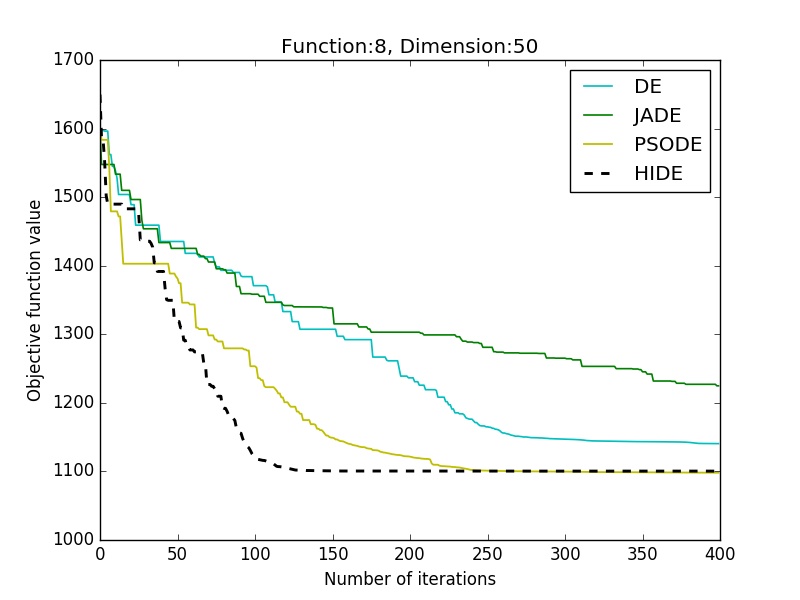 Function:8, Dimension:50
1700
1600
1500
1400
1300
1200
1100
1000
Objective function value
DE
JADE
PSODE
HIDE
0
50
100
150
200
250
300
350
400
Number of iterations